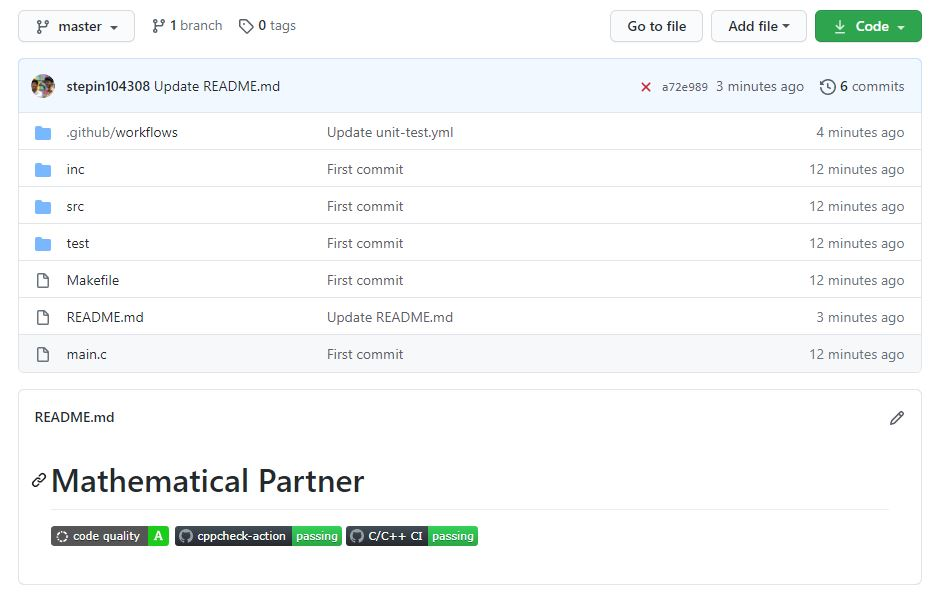 master 1 branch 0 tags Go to file Add file Code
stepin104308 Update README.md a72e989 3 minutes ago 6 commits
.github/workflows Update unit-test.yml 4 minutes ago
inc First commit 12 minutes ago
src First commit 12 minutes ago
test First commit 12 minutes ago
Makefile First commit 12 minutes ago
README.md Update README.md 3 minutes ago
main.c First commit 12 minutes ago
README.md
Mathematical Partner
code quality A cppcheck-action passing C/C++ CI passing